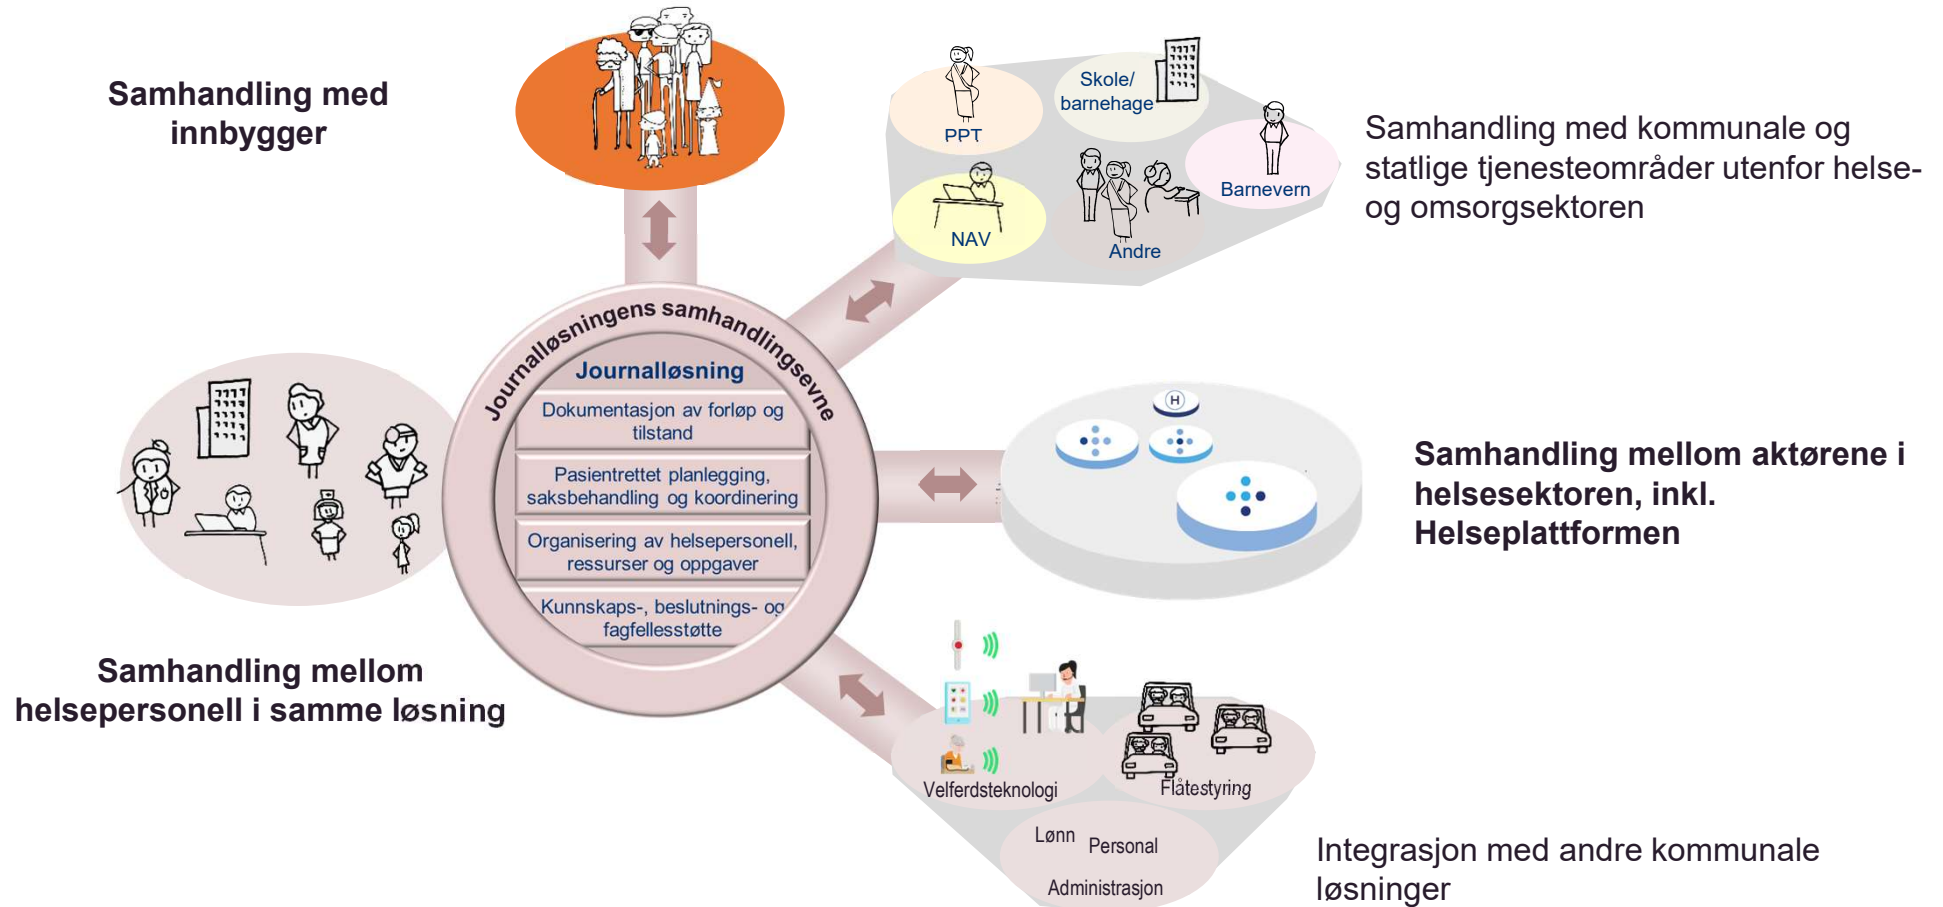 Samhandling med
innbygger
PPT
Skole/
barnehage
Barnevern
NAV
Andre
Samhandling med kommunale og
statlige tjenesteområder utenfor helse-
og omsorgsektoren
Journalløsningens samhandlingsevne
Journalløsning
Dokumentasjon av forløp og
tilstand
Pasientrettet planlegging,
saksbehandling og koordinering
Organisering av helsepersonell,
ressurser og oppgaver
Kunnskaps-, beslutnings- og
fagfellesstøtte
H
Samhandling mellom aktørene i
helsesektoren, inkl.
Helseplattformen
Samhandling mellom
helsepersonell i samme løsning
Velferdsteknologi
Flåtestyring
Lønn
Personal
Administrasjon
Integrasjon med andre kommunale
løsninger